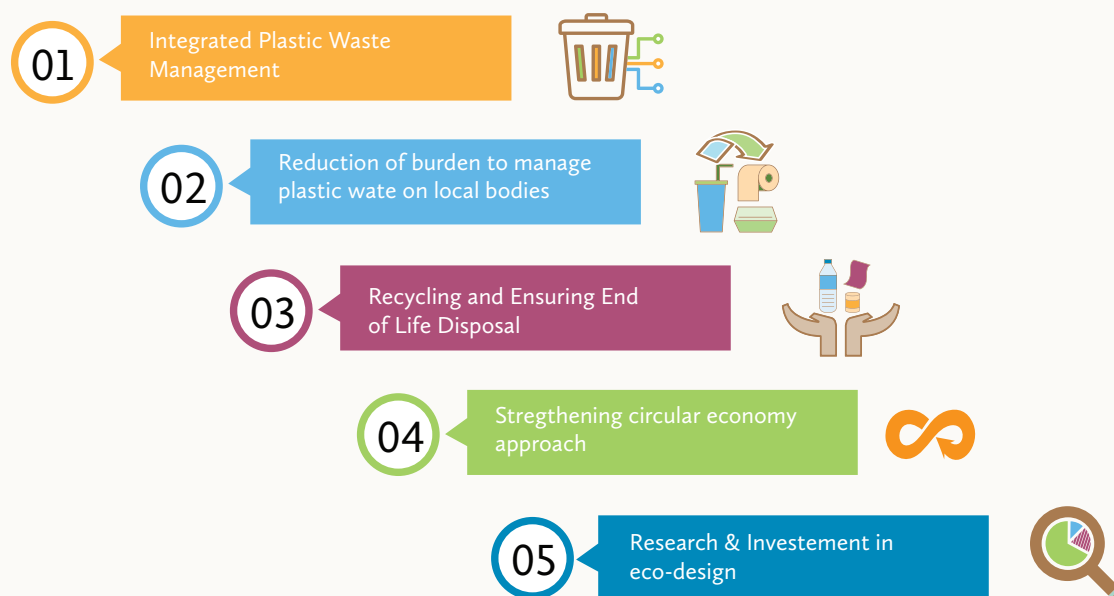 01
Integrated Plastic Waste
Management
02
Reduction of burden to manage
plastic wate on local bodies
03
Recycling and Ensuring End
of Life Disposal
04
Stregthening circular economy
approach
05
Research & Investement in
eco-design